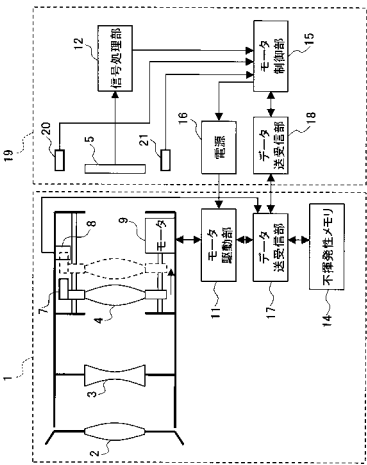 19
20
5
21
12
信号処理部
15
モータ
制御部
16
電源
18
データ
送受信部
1
2
3
4
7
8
9
モータ
11
モータ
駆動部
17
データ
送受信部
14
不揮発性メモリ